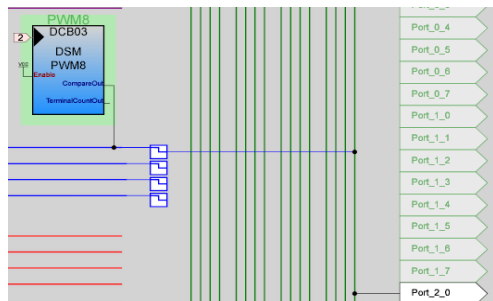 PWM8
DCB03
2
DSM
PWM8
vcc
Enable
CompareOut
TerminalCountOut
Port_0_4
Port_0_5
Port_0_6
Port_0_7
Port_1_0
Port_1_1
Port_1_2
Port_1_3
Port_1_4
Port_1_5
Port_1_6
Port_1_7
Port_2_0